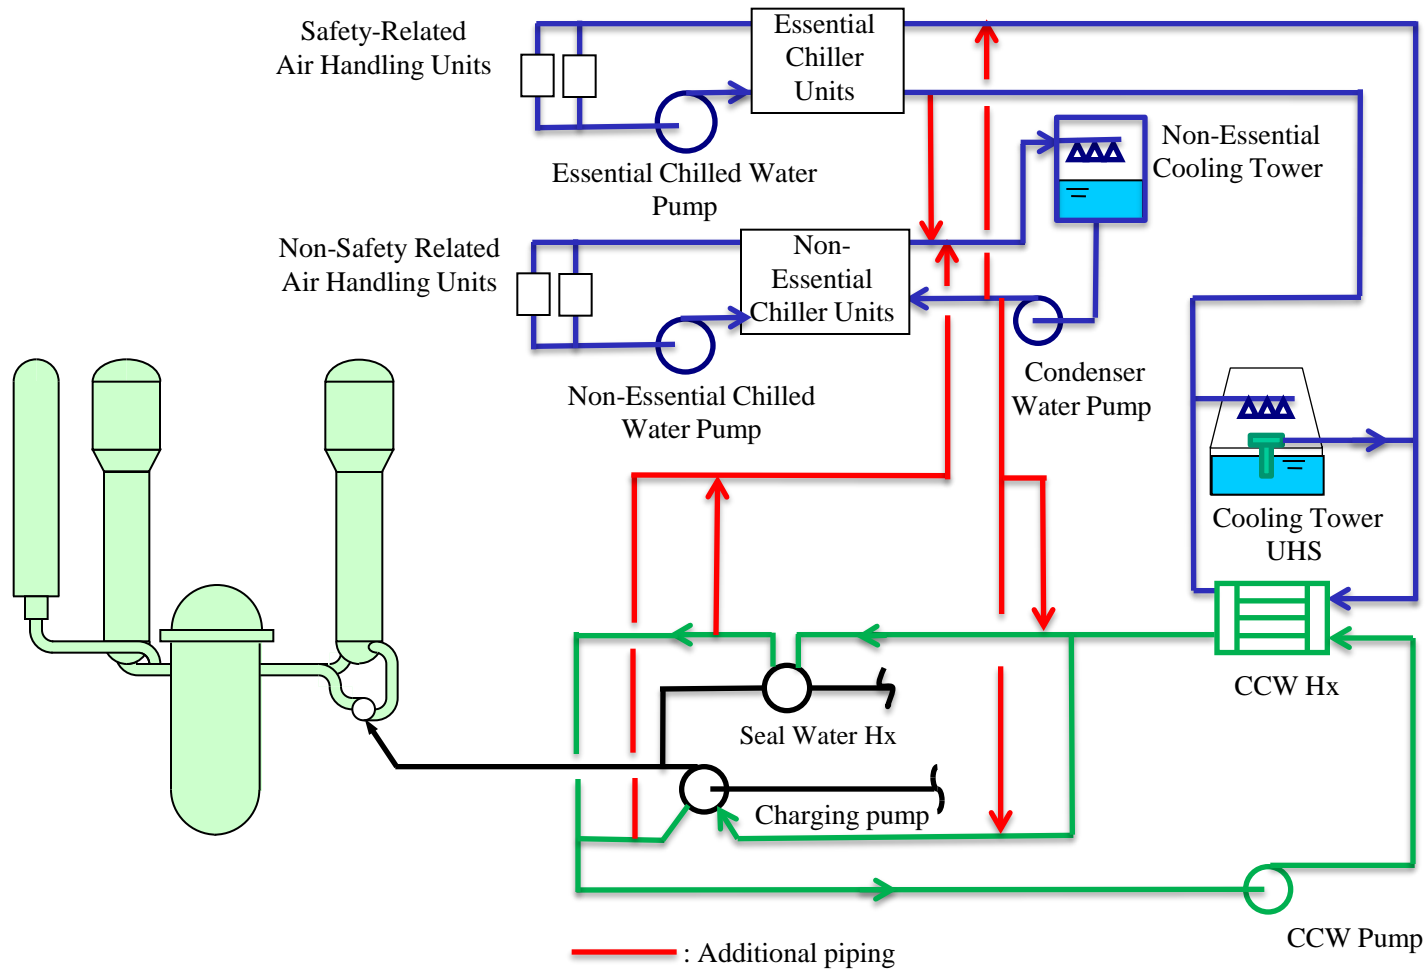 Safety-Related
Air Handling Units
Essential
Chiller
Units
Essential Chilled Water
Pump
Non-Essential
Cooling Tower
Non-Safety Related
Air Handling Units
Non-
Essential
Chiller Units
Non-Essential Chilled
Water Pump
Condenser
Water Pump
Cooling Tower
UHS
CCW Hx
Seal Water Hx
Charging pump
CCW Pump
: Additional piping